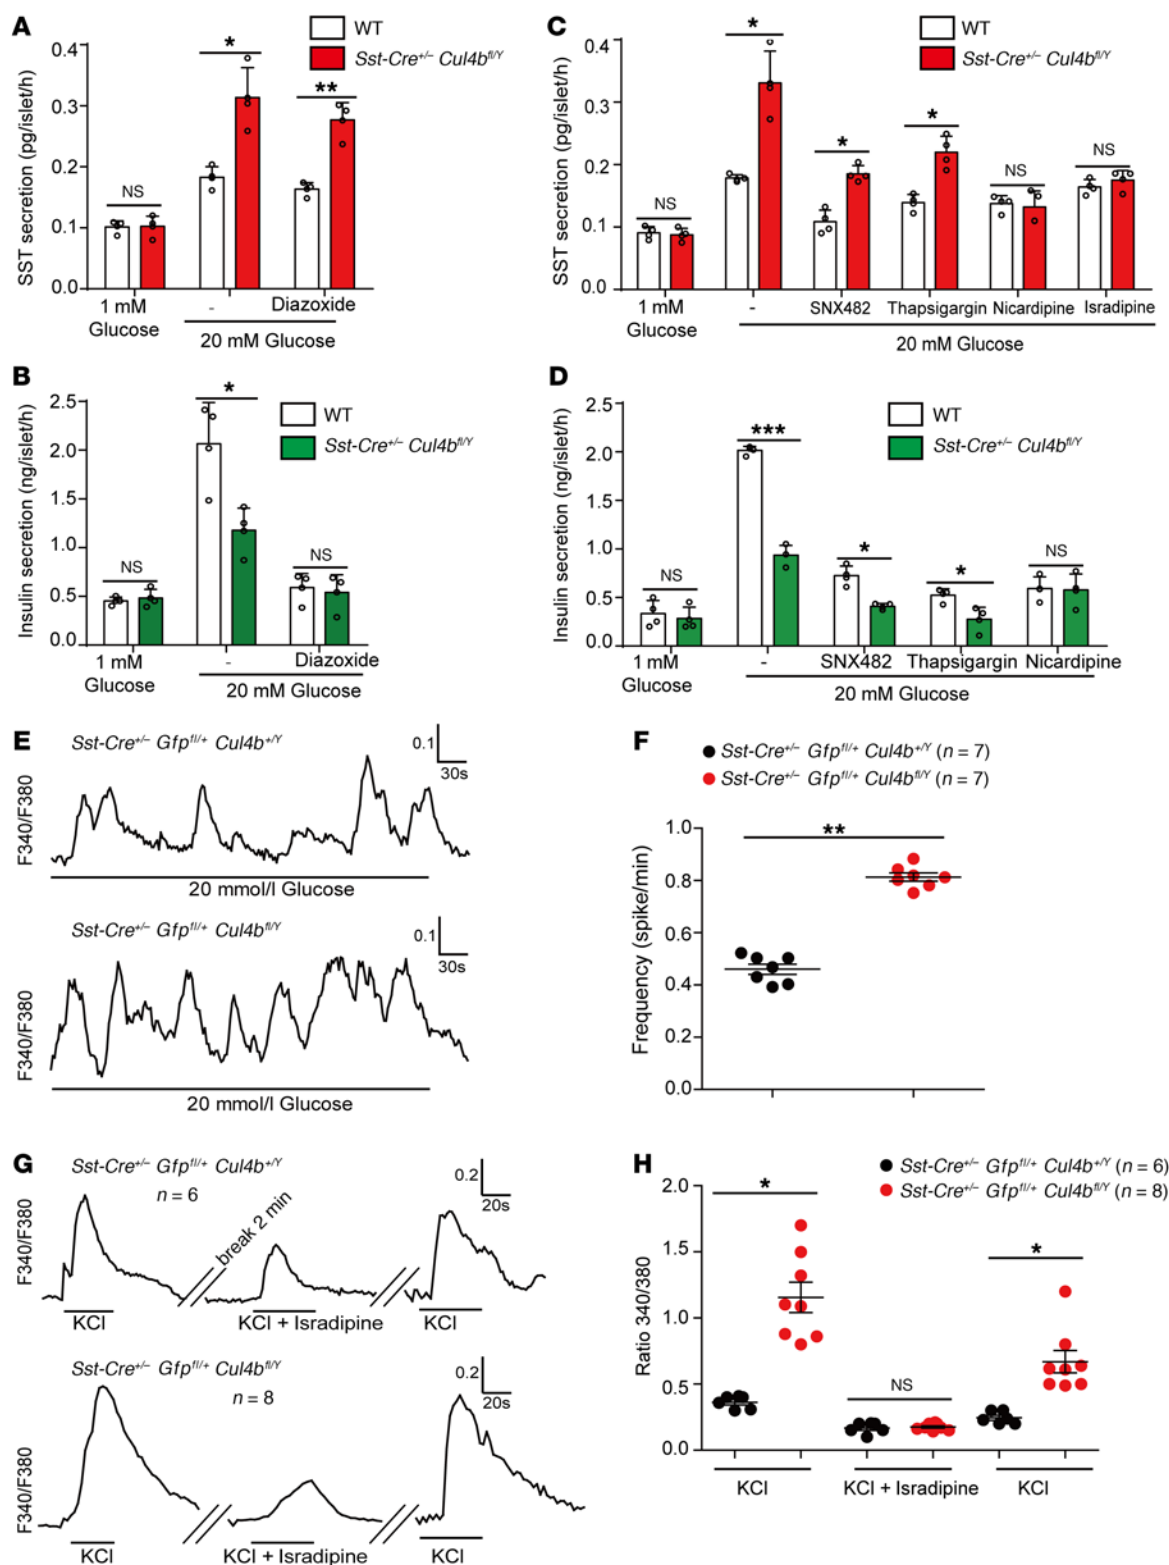 A
WT
Sst-Cre+/– Cul4bfl/Y
SST secretion (pg/islet/h)
0.4
0.3
0.2
0.1
0.0
NS
*
**
1 mM
Glucose
-
Diazoxide
20 mM Glucose
B
WT
Sst-Cre+/– Cul4bfl/Y
Insulin secretion (ng/islet/h)
2.5
2.0
1.5
1.0
0.5
0.0
NS
*
NS
1 mM
Glucose
-
Diazoxide
20 mM Glucose
C
WT
Sst-Cre+/– Cul4bfl/Y
SST secretion (pg/islet/h)
0.4
0.3
0.2
0.1
0.0
NS
*
*
*
NS
NS
1 mM
Glucose
-
SNX482
Thapsigargin
Nicardipine
Isradipine
20 mM Glucose
D
WT
Sst-Cre+/– Cul4bfl/Y
Insulin secretion (ng/islet/h)
2.5
2.0
1.5
1.0
0.5
0.0
NS
***
*
*
NS
1 mM
Glucose
-
SNX482
Thapsigargin
Nicardipine
20 mM Glucose
E
Sst-Cre+/– Gfpfl/+ Cul4b+/Y
0.1
30s
F340/F380
20 mmol/l Glucose
Sst-Cre+/– Gfpfl/+ Cul4bfl/Y
0.1
30s
F340/F380
20 mmol/l Glucose
F
Sst-Cre+/– Gfpfl/+ Cul4b+/Y (n = 7)
Sst-Cre+/– Gfpfl/+ Cul4bfl/Y (n = 7)
Frequency (spike/min)
1.0
0.8
0.6
0.4
0.2
0.0
**
G
Sst-Cre+/– Gfpfl/+ Cul4b+/Y
n = 6
0.2
20s
F340/F380
break 2 min
KCl
KCl + Isradipine
KCl
Sst-Cre+/– Gfpfl/+ Cul4bfl/Y
n = 8
0.2
20s
F340/F380
KCl
KCl + Isradipine
KCl
H
Sst-Cre+/– Gfpfl/+ Cul4b+/Y (n = 6)
Sst-Cre+/– Gfpfl/+ Cul4bfl/Y (n = 8)
Ratio 340/380
2.0
1.5
1.0
0.5
0.0
*
NS
*
KCl
KCl + Isradipine
KCl